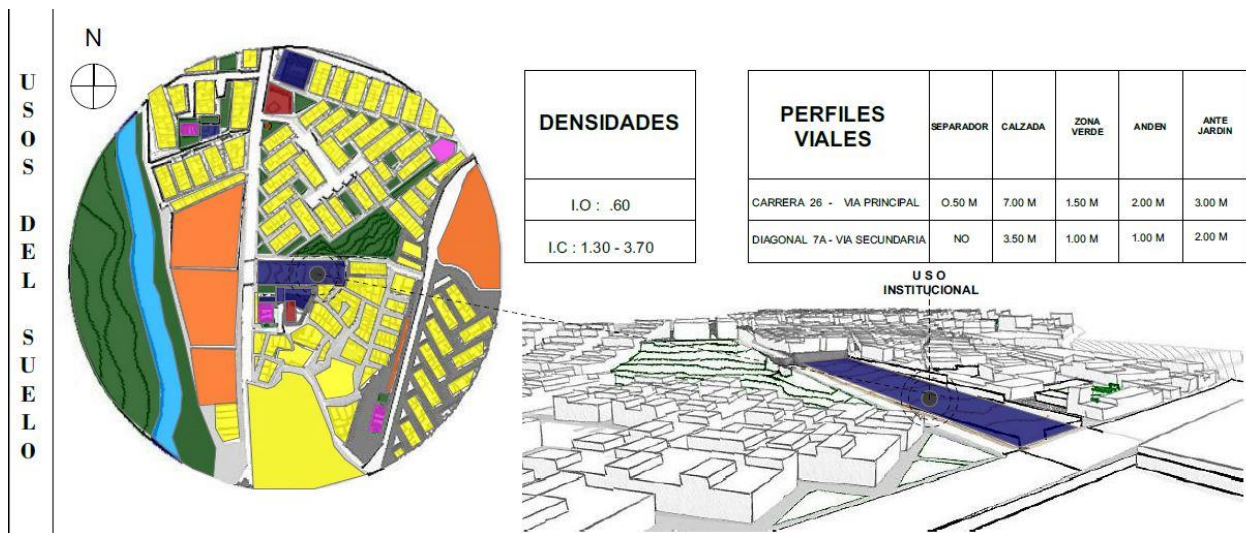 USOS DEL SUELO
N
DENSIDADES
I.O : .60
I.C : 1.30 - 3.70
PERFILES VIALES SEPARADOR CALZADA ZONA VERDE ANDEN ANTE JARDIN
CARRERA 26 - VIA PRINCIPAL O.50 M 7.00 M 1.50 M 2.00 M 3.00 M
DIAGONAL 7A - VIA SECUNDARIA NO 3.50 M 1.00 M 1.00 M 2.00 M
USO
INSTITUCIONAL